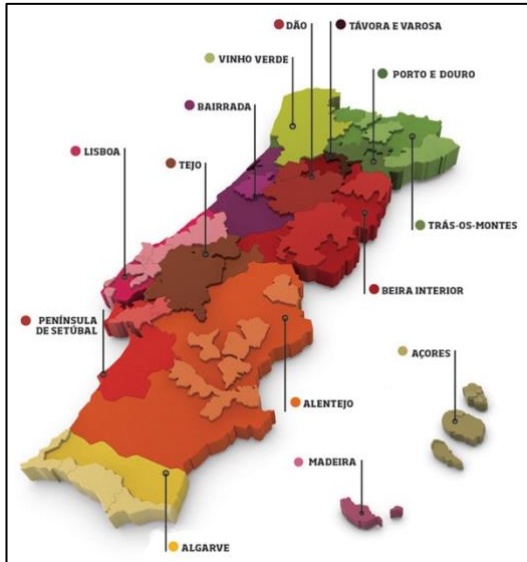 DÃO
TÁVORA E VAROSA
VINHO VERDE
PORTO E DOURO
BAIRRADA
LISBOA
TEJO
TRÁS-OS-MONTES
BEIRA INTERIOR
PENÍNSULA
DE SETÚBAL
AÇORES
ALENTEJO
MADEIRA
ALGARVE